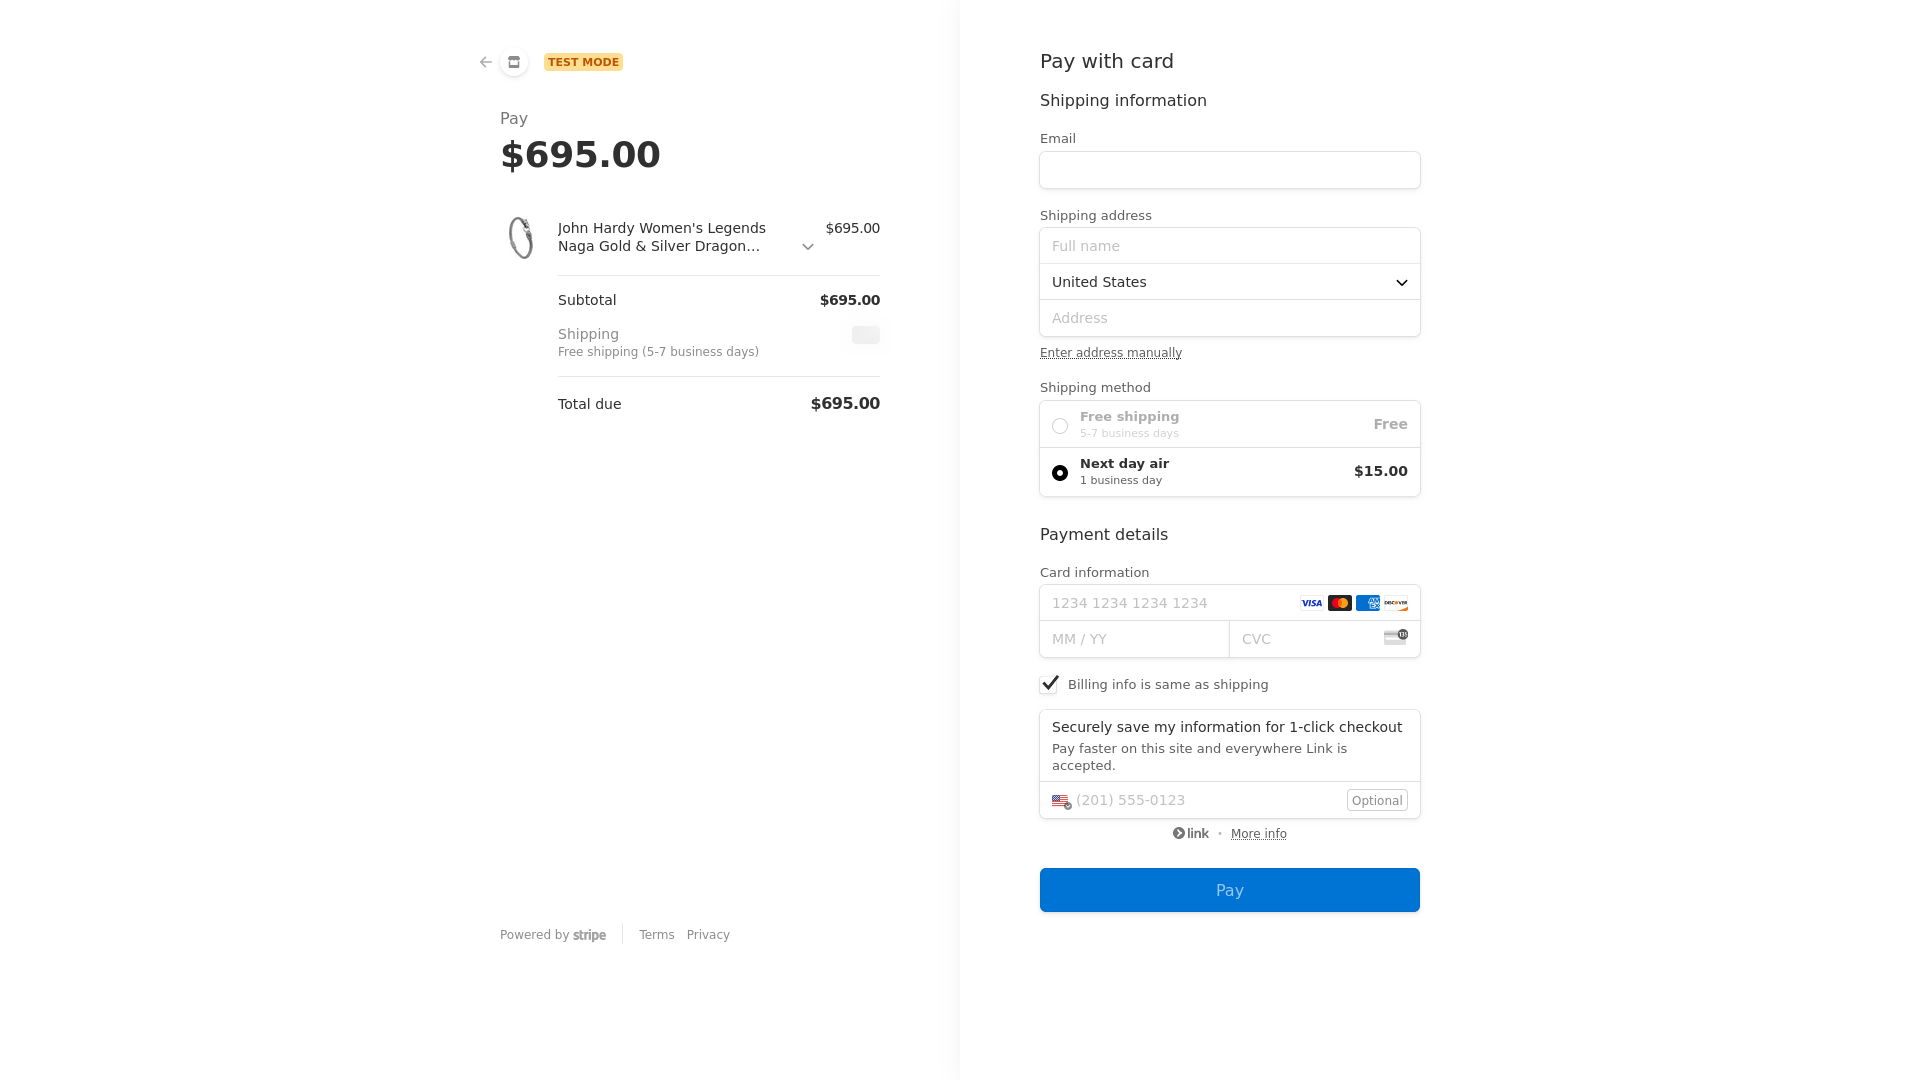 TEST MODE
Pay
$695.00
John Hardy Women's Legends $695.00
Naga Gold & Silver Dragon...
Subtotal $695.00
Shipping
Free shipping (5-7 business days)
Total due $695.00
Powered by stripe Terms Privacy
Pay with card
Shipping information
Email
Shipping address
Full name
United States
Address
Enter address manually
Shipping method
Free shipping Free
5-7 business days
Next day air $15.00
1 business day
Payment details
Card information
1234 1234 1234 1234 VISA AMEX DISCOVER
MM / YY CVC 135
Billing info is same as shipping
Securely save my information for 1-click checkout
Pay faster on this site and everywhere Link is
accepted.
(201) 555-0123 Optional
link • More info
Pay